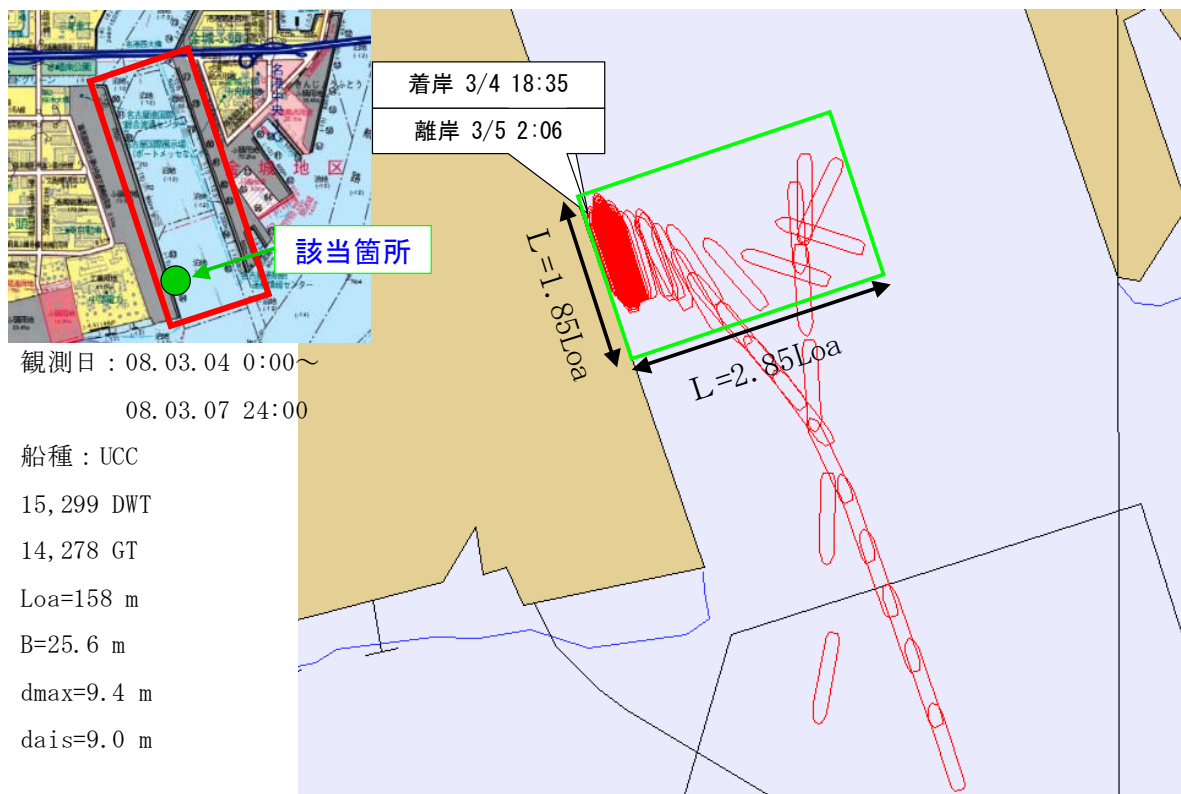 着岸 3/4 18:35
離岸 3/5 2:06
該当箇所
L=1.85Loa
L=2.85Loa
観測日：08.03.04 0:00～
08.03.07 24:00
船種：UCC
15,299 DWT
14,278 GT
Loa=158 m
B=25.6 m
dmax=9.4 m
dais=9.0 m